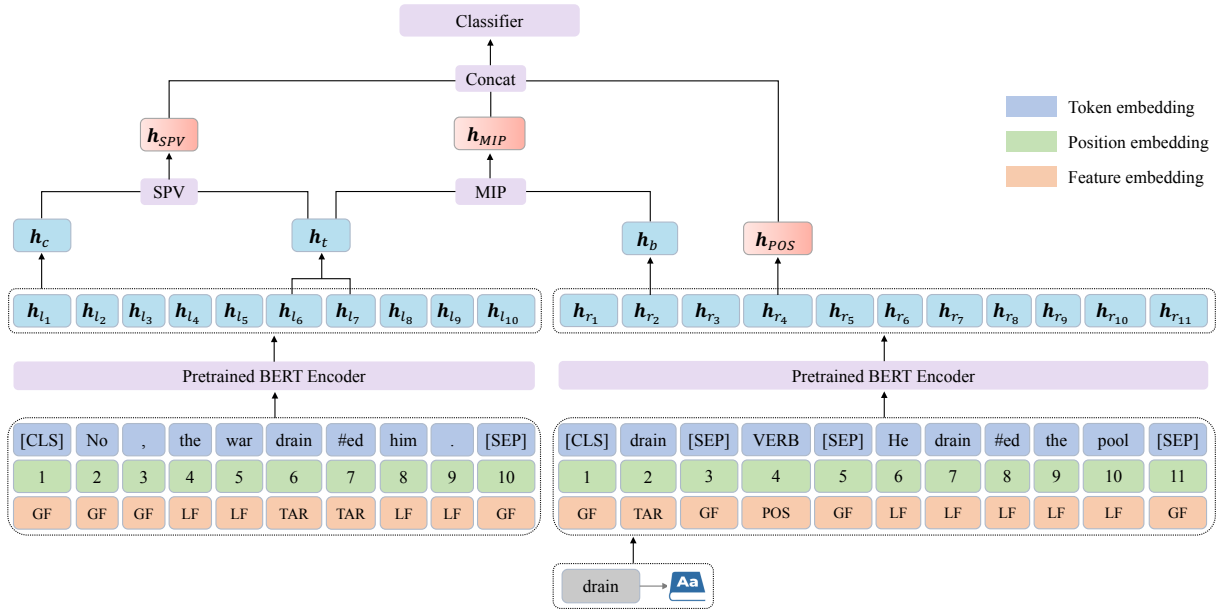 Classifier
Concat
h_SPV h_MIP
SPV MIP
h_c h_t h_b h_POS
h_l1 h_l2 h_l3 h_l4 h_l5 h_l6 h_l7 h_l8 h_l9 h_l10
h_r1 h_r2 h_r3 h_r4 h_r5 h_r6 h_r7 h_r8 h_r9 h_r10 h_r11
Pretrained BERT Encoder
Pretrained BERT Encoder
[CLS] No , the war drain #ed him . [SEP]
1 2 3 4 5 6 7 8 9 10
GF GF GF LF LF TAR TAR LF LF GF
[CLS] drain [SEP] VERB [SEP] He drain #ed the pool [SEP]
1 2 3 4 5 6 7 8 9 10 11
GF TAR GF POS GF LF LF LF LF LF GF
drain Aa
Token embedding
Position embedding
Feature embedding